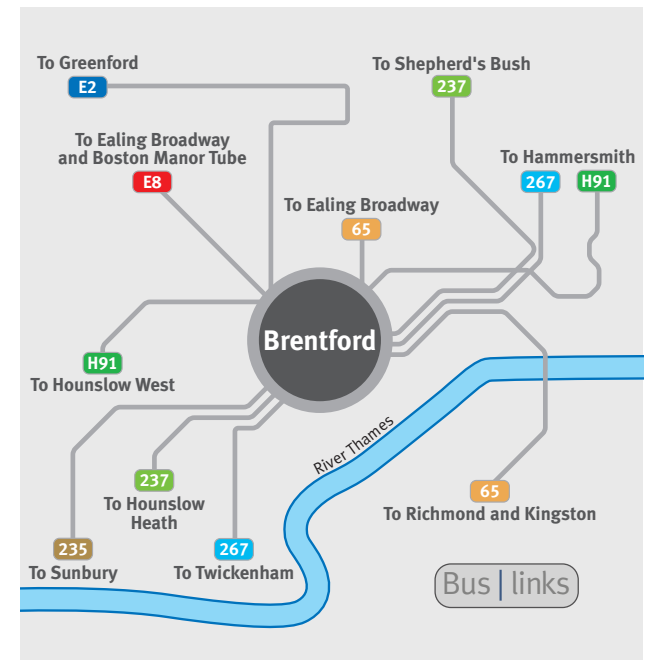 To Greenford
E2
To Shepherd's Bush
237
To Ealing Broadway
and Boston Manor Tube
E8
To Hammersmith
267 H91
To Ealing Broadway
65
Brentford
H91
To Hounslow West
River Thames
237
To Hounslow
Heath
65
To Richmond and Kingston
235
To Sunbury
267
To Twickenham
Bus | links